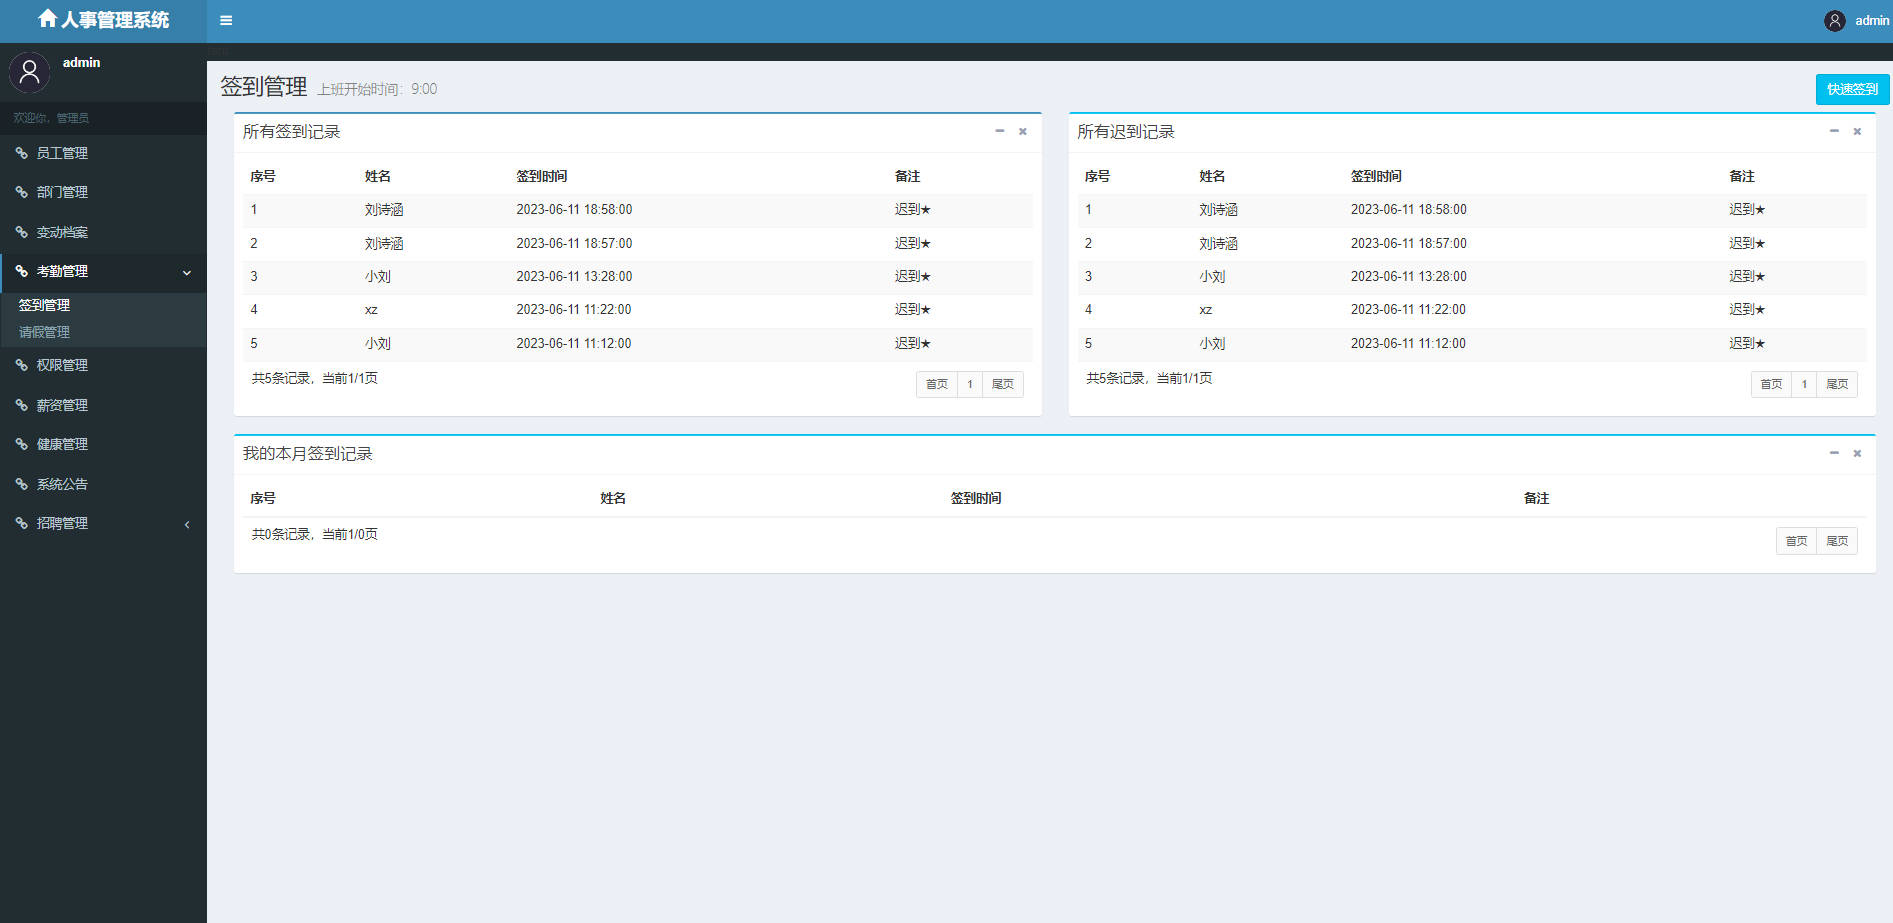 人事管理系统
admin
admin
欢迎你，管理员
员工管理
部门管理
变动档案
考勤管理
签到管理
请假管理
权限管理
薪资管理
健康管理
系统公告
招聘管理
签到管理 上班开始时间：9:00
快速签到
所有签到记录
序号 姓名 签到时间 备注
1 刘诗涵 2023-06-11 18:58:00 迟到★
2 刘诗涵 2023-06-11 18:57:00 迟到★
3 小刘 2023-06-11 13:28:00 迟到★
4 xz 2023-06-11 11:22:00 迟到★
5 小刘 2023-06-11 11:12:00 迟到★
共5条记录，当前1/1页 首页 1 尾页
所有迟到记录
序号 姓名 签到时间 备注
1 刘诗涵 2023-06-11 18:58:00 迟到★
2 刘诗涵 2023-06-11 18:57:00 迟到★
3 小刘 2023-06-11 13:28:00 迟到★
4 xz 2023-06-11 11:22:00 迟到★
5 小刘 2023-06-11 11:12:00 迟到★
共5条记录，当前1/1页 首页 1 尾页
我的本月签到记录
序号 姓名 签到时间 备注
共0条记录，当前1/0页 首页 尾页